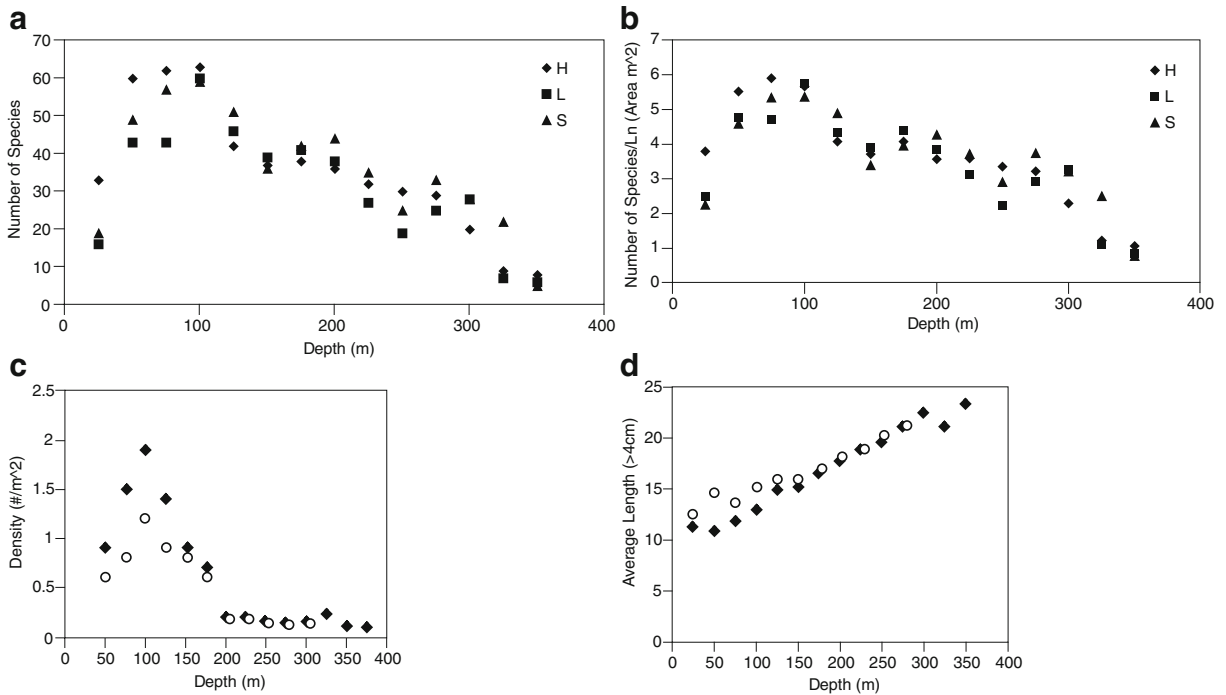 a
70
60
50
40
30
20
10
0
Number of Species
0 100 200 300 400
Depth (m)
H
L
S
b
7
6
5
4
3
2
1
0
Number of Species/Ln (Area m^2)
0 100 200 300 400
Depth (m)
H
L
S
c
2.5
2
1.5
1
0.5
0
Density (#/m^2)
0 50 100 150 200 250 300 350 400
Depth (m)
d
25
20
15
10
5
0
Average Length (>4cm)
0 50 100 150 200 250 300 350 400
Depth (m)